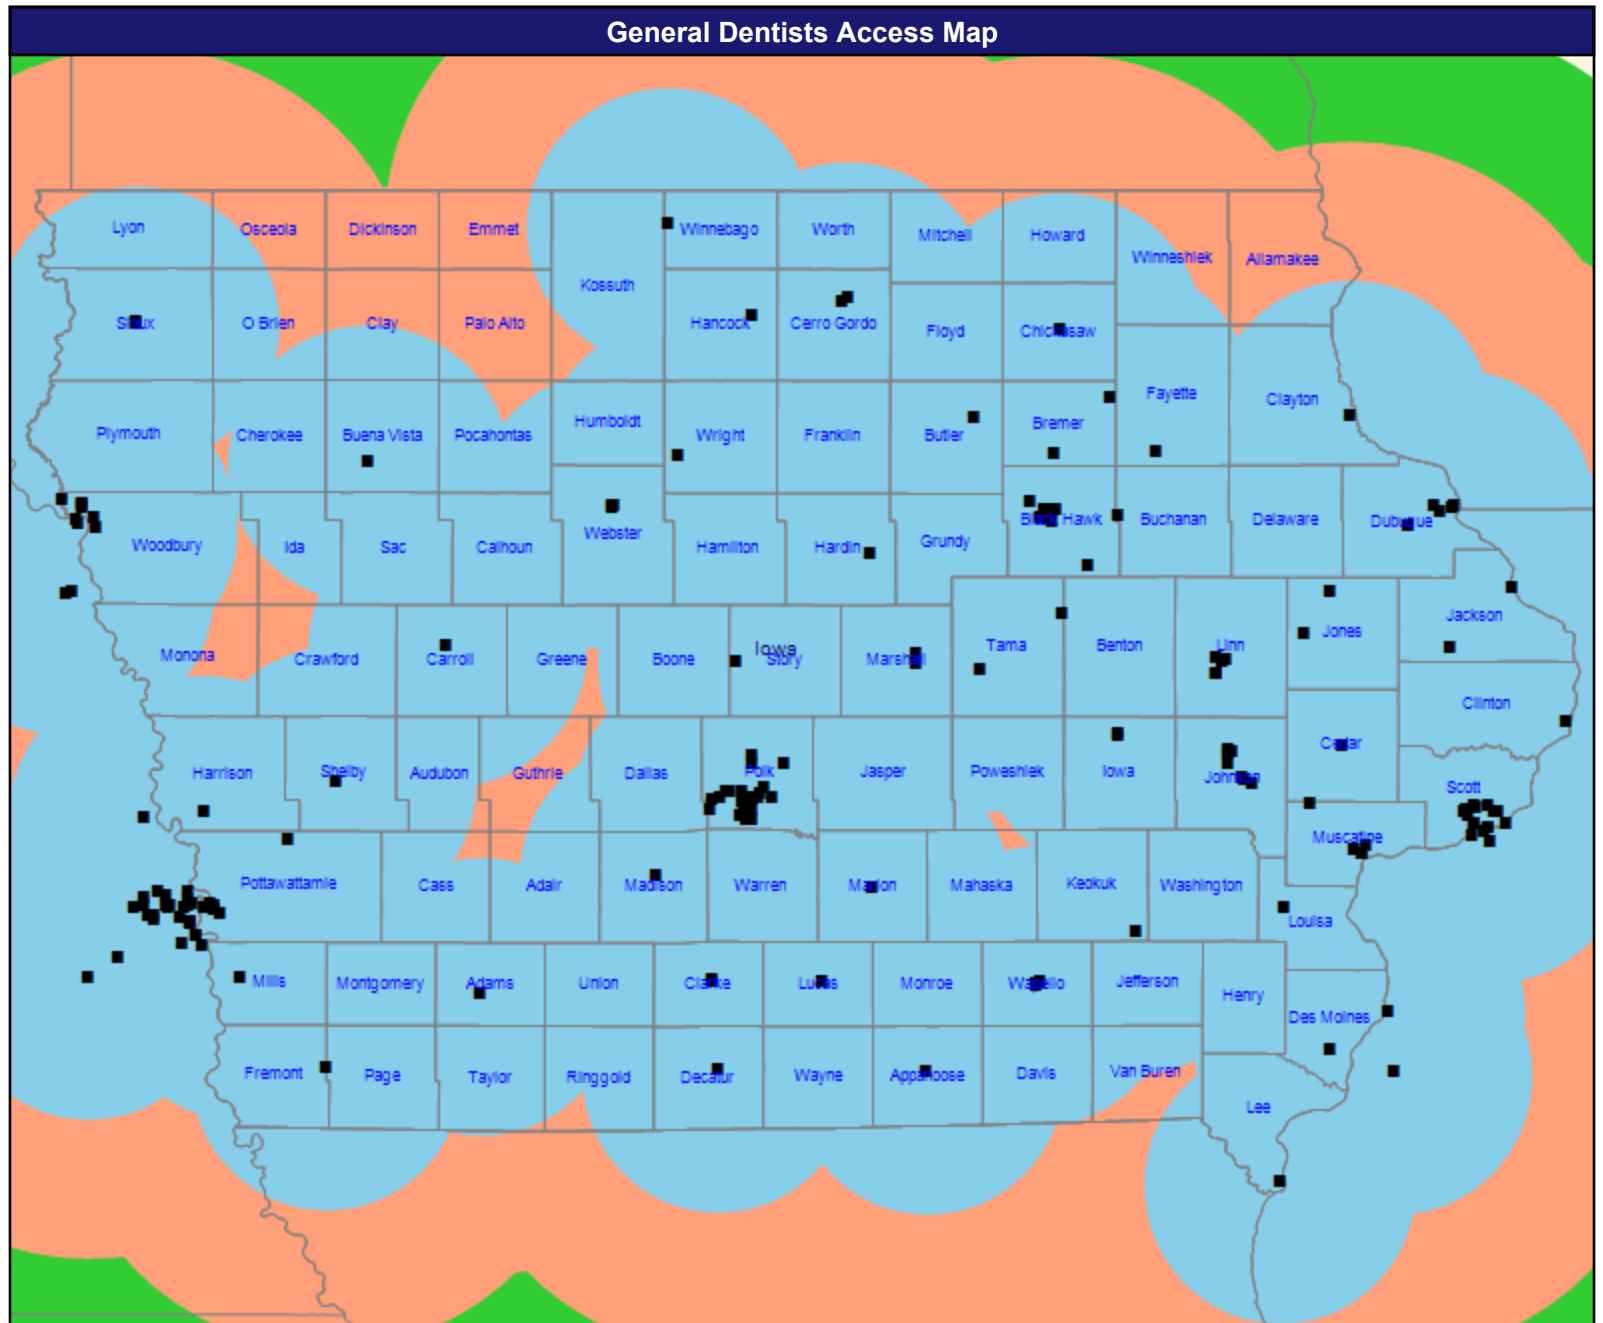 General Dentists Access Map
Lyon
Osceola
Dickinson
Emmet
Winnebago
Worth
Mitchell
Howard
Winneshiek
Allamakee
Kossuth
Sioux
O Brien
Clay
Palo Alto
Hancock
Cerro Gordo
Floyd
Chickasaw
Plymouth
Cherokee
Buena Vista
Pocahontas
Humboldt
Wright
Franklin
Butler
Bremer
Fayette
Clayton
Woodbury
Ida
Sac
Calhoun
Webster
Hamilton
Hardin
Grundy
Black Hawk
Buchanan
Delaware
Dubuque
Monona
Crawford
Carroll
Greene
Boone
Iowa
Story
Marshall
Tama
Benton
Linn
Jones
Jackson
Clinton
Harrison
Shelby
Audubon
Guthrie
Dallas
Polk
Jasper
Poweshiek
Iowa
Johnson
Cedar
Scott
Muscatine
Pottawattamie
Cass
Adair
Madison
Warren
Marion
Mahaska
Keokuk
Washington
Louisa
Mills
Montgomery
Adams
Union
Clarke
Lucas
Monroe
Wapello
Jefferson
Henry
Des Moines
Fremont
Page
Taylor
Ringgold
Decatur
Wayne
Appanoose
Davis
Van Buren
Lee